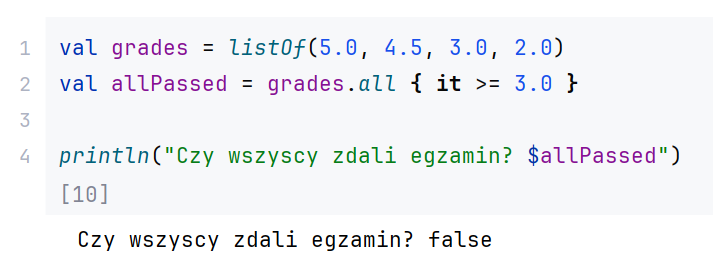 1 val grades = listOf(5.0, 4.5, 3.0, 2.0)
2 val allPassed = grades.all { it >= 3.0 }
3
4 println("Czy wszyscy zdali egzamin? $allPassed")
[10]
Czy wszyscy zdali egzamin? false